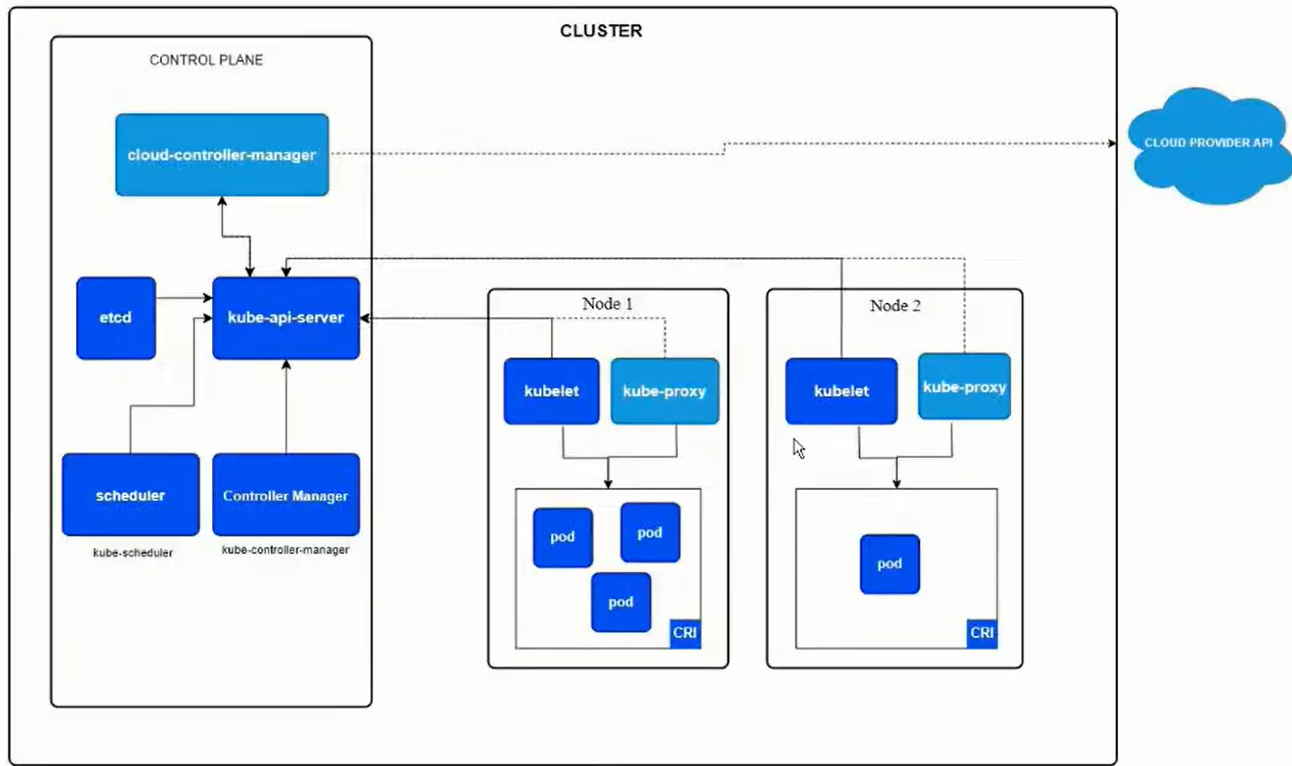 CLUSTER
CONTROL PLANE
cloud-controller-manager
CLOUD PROVIDER API
etcd
kube-api-server
scheduler
Controller Manager
kube-scheduler
kube-controller-manager
Node 1
kubelet
kube-proxy
pod
pod
pod
CRI
Node 2
kubelet
kube-proxy
pod
CRI